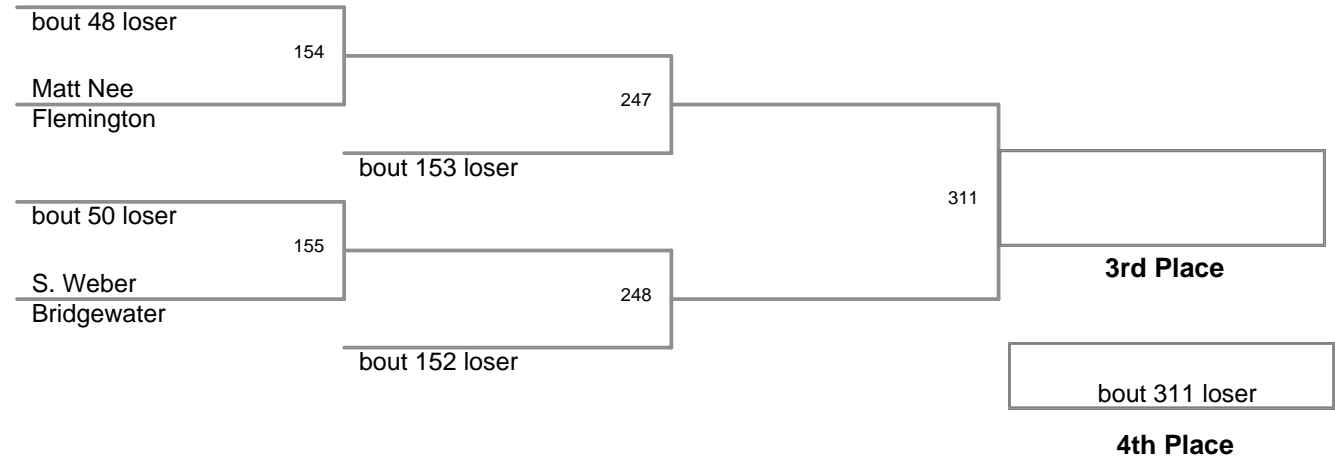 bout 48 loser
154
Matt Nee
Flemington
247
bout 153 loser
311
bout 50 loser
155
3rd Place
S. Weber
Bridgewater
248
bout 152 loser
bout 311 loser
4th Place